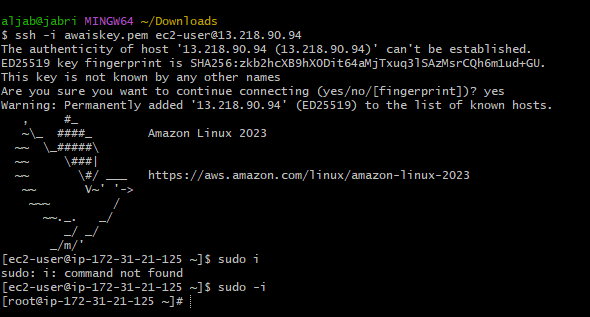 aljab@jabri MINGW64 ~/Downloads
$ ssh -i awaiskey.pem ec2-user@13.218.90.94
The authenticity of host '13.218.90.94 (13.218.90.94)' can't be established.
ED25519 key fingerprint is SHA256:zkb2hcXB9hXODit64aMjTxuq3lSAzMsrCQh6m1ud+GU.
This key is not known by any other names
Are you sure you want to continue connecting (yes/no/[fingerprint])? yes
Warning: Permanently added '13.218.90.94' (ED25519) to the list of known hosts.
   ,     #_
   ~\_  ####_        Amazon Linux 2023
  ~~  \_#####\
  ~~     \###|
  ~~       \#/ ___   https://aws.amazon.com/linux/amazon-linux-2023
   ~~       V~' '->
    ~~~         /
      ~~._.   _/
         _/ _/
       _/m/'
[ec2-user@ip-172-31-21-125 ~]$ sudo i
sudo: i: command not found
[ec2-user@ip-172-31-21-125 ~]$ sudo -i
[root@ip-172-31-21-125 ~]#